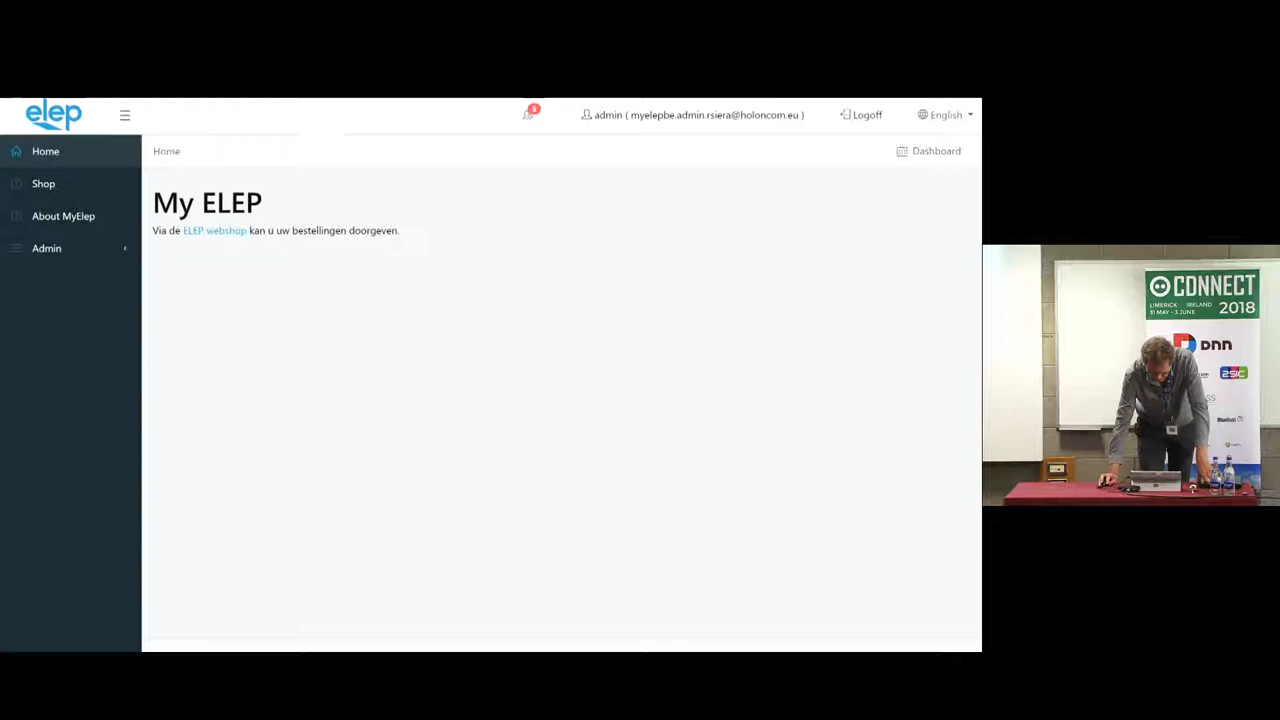 elep
5
admin ( myelepbe.admin.rsiera@holoncom.eu )
Logoff
English
Home
Shop
About MyElep
Admin
Home
Dashboard
My ELEP
Via de ELEP webshop kan u uw bestellingen doorgeven.
CONNECT
LIMERICK IRELAND
31 MAY - 3 JUNE
2018
DNN
2SIC